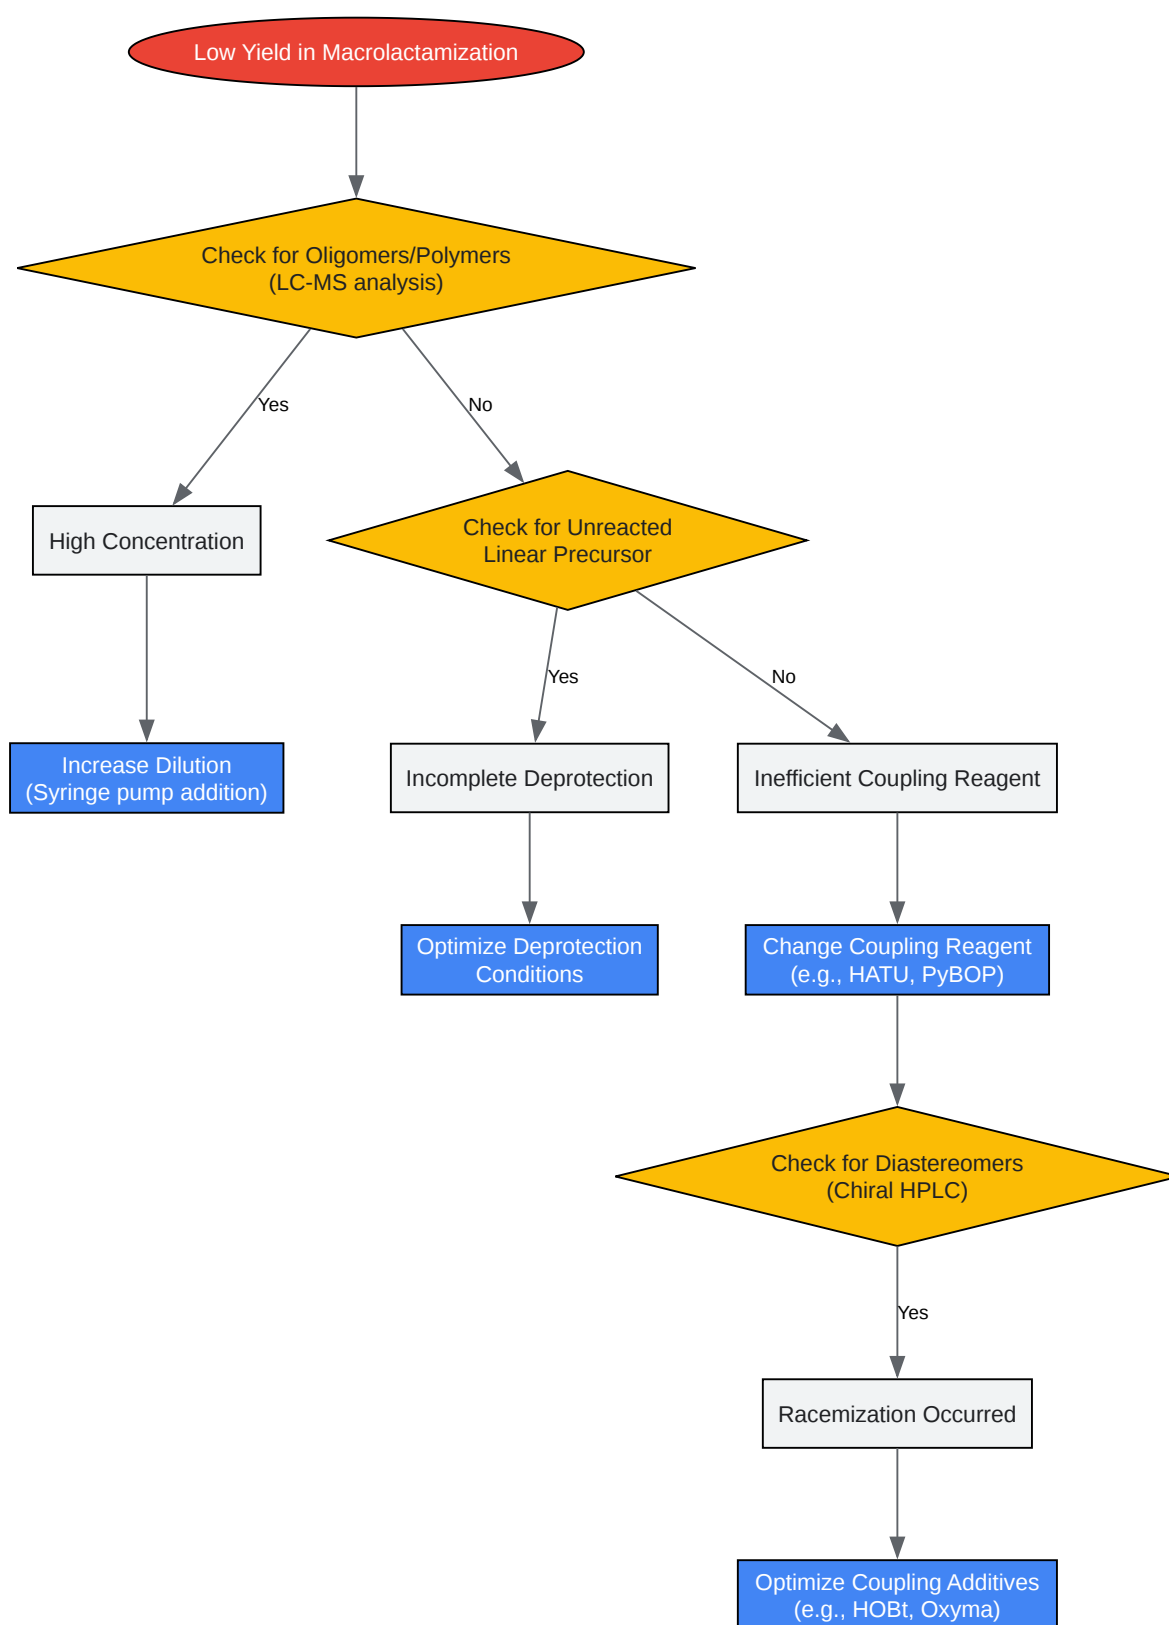 Low Yield in Macrolactamization
Check for Oligomers/Polymers
(LC-MS analysis)
Yes
No
High Concentration
Check for Unreacted
Linear Precursor
Yes
No
Increase Dilution
(Syringe pump addition)
Incomplete Deprotection
Inefficient Coupling Reagent
Optimize Deprotection
Conditions
Change Coupling Reagent
(e.g., HATU, PyBOP)
Check for Diastereomers
(Chiral HPLC)
Yes
Racemization Occurred
Optimize Coupling Additives
(e.g., HOBt, Oxyma)